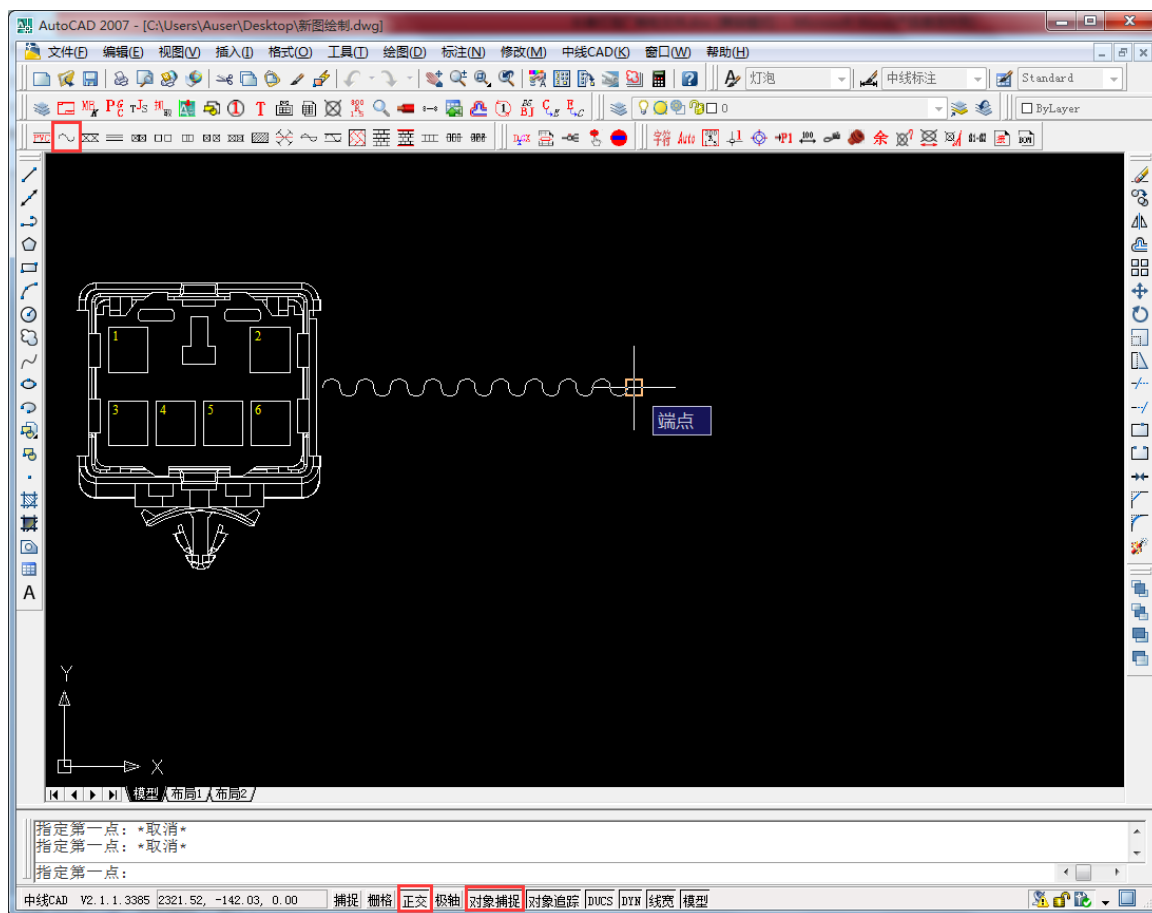 AutoCAD 2007 - [C:\Users\Auser\Desktop\新图绘制.dwg]
文件(F) 编辑(E) 视图(V) 插入(I) 格式(O) 工具(T) 绘图(D) 标注(N) 修改(M) 中线CAD(K) 窗口(W) 帮助(H)
灯泡 中线标注 Standard
0 ByLayer
字符 Auto P1 余 BOM
1 2
3 4 5 6
端点
Y
X
A
模型 布局1 布局2
指定第一点: *取消*
指定第一点: *取消*
指定第一点:
中线CAD V2.1.1.3385 2321.52, -142.03, 0.00 捕捉 栅格 正交 极轴 对象捕捉 对象追踪 DUCS DYN 线宽 模型